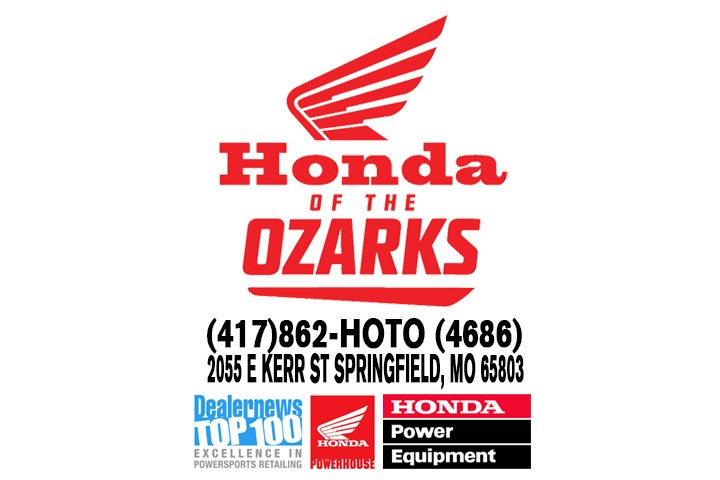 Honda
OF THE
OZARKS
(417)862-HOTO (4686)
2055 E KERR ST SPRINGFIELD, MO 65803
Dealernews
TOP 100
EXCELLENCE IN
POWERSPORTS RETAILING
HONDA
POWERHOUSE
HONDA
Power
Equipment